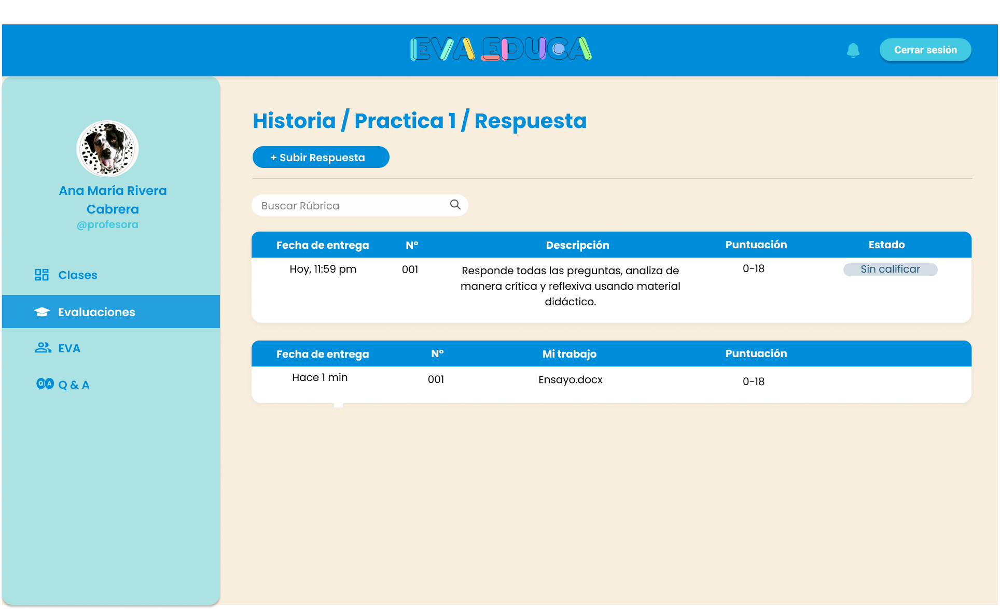 EVA EDUCA
Cerrar sesión
Ana María Rivera
Cabrera
@profesora
Clases
Evaluaciones
EVA
Q A Q & A
Historia / Practica 1 / Respuesta
+ Subir Respuesta
Buscar Rúbrica
Fecha de entrega N° Descripción Puntuación Estado
Hoy, 11:59 pm 001 Responde todas las preguntas, analiza de 0-18 Sin calificar
manera crítica y reflexiva usando material
didáctico.
Fecha de entrega N° Mi trabajo Puntuación
Hace 1 min 001 Ensayo.docx 0-18